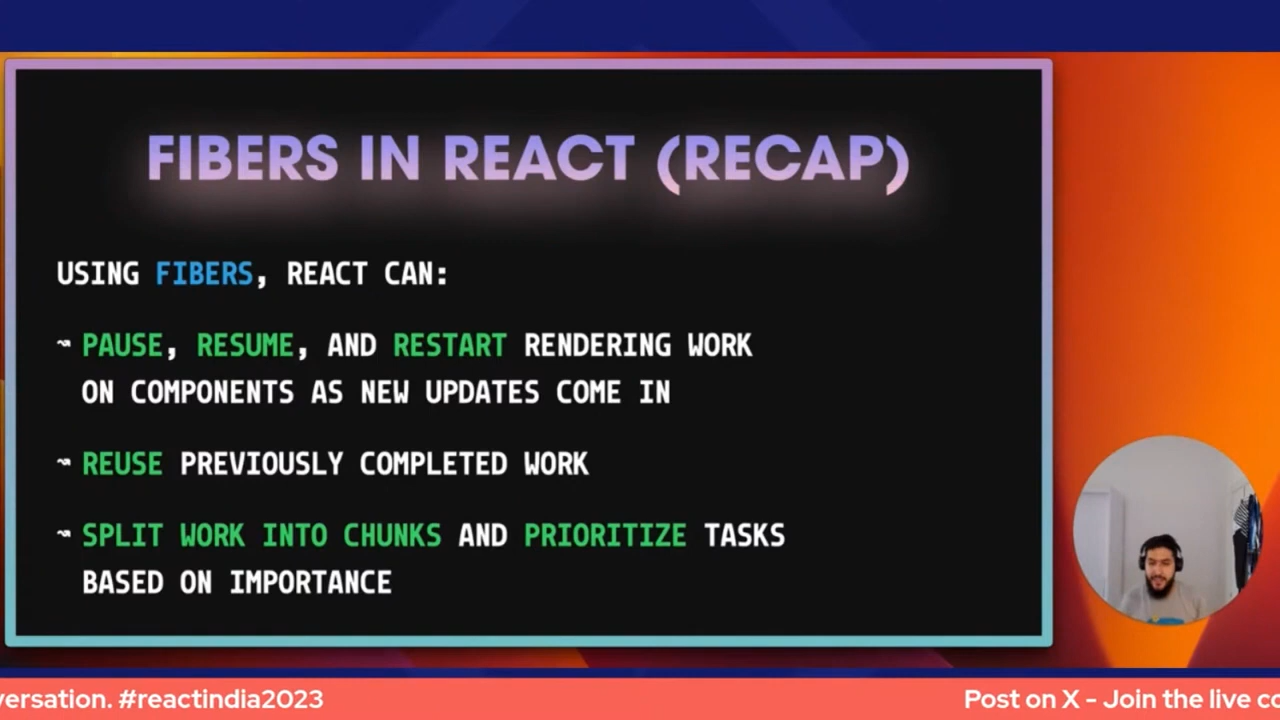 FIBERS IN REACT (RECAP)
USING FIBERS, REACT CAN:
↝ PAUSE, RESUME, AND RESTART RENDERING WORK
ON COMPONENTS AS NEW UPDATES COME IN
↝ REUSE PREVIOUSLY COMPLETED WORK
↝ SPLIT WORK INTO CHUNKS AND PRIORITIZE TASKS
BASED ON IMPORTANCE
versation. #reactindia2023 Post on X - Join the live co